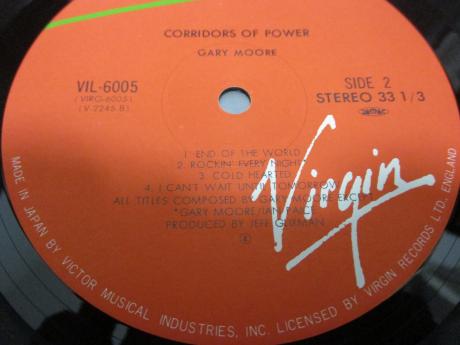 CORRIDORS OF POWER
GARY MOORE
VIL-6005
(VIRG-6005)
(V-2245-B)
SIDE 2
STEREO 33 1/3
1. END OF THE WORLD
2. ROCKIN' EVERY NIGHT*
3. COLD HEARTED
4. I CAN'T WAIT UNTIL TOMORROW
ALL TITLES COMPOSED BY GARY MOORE EXCEPT
*GARY MOORE/IAN PAICE
PRODUCED BY JEFF GLIXMAN
Virgin
MADE IN JAPAN BY VICTOR MUSICAL INDUSTRIES, INC. LICENSED BY VIRGIN RECORDS LTD. ENGLAND